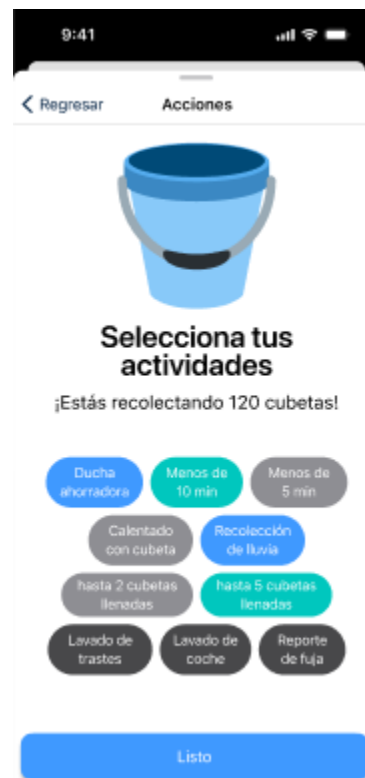 9:41
Regresar Acciones
Selecciona tus
actividades
¡Estás recolectando 120 cubetas!
Ducha
ahorradora
Menos de
10 min
Menos de
5 min
Calentado
con cubeta
Recolección
de lluvia
hasta 2 cubetas
llenadas
hasta 5 cubetas
llenadas
Lavado de
trastes
Lavado de
coche
Reporte
de fuja
Listo